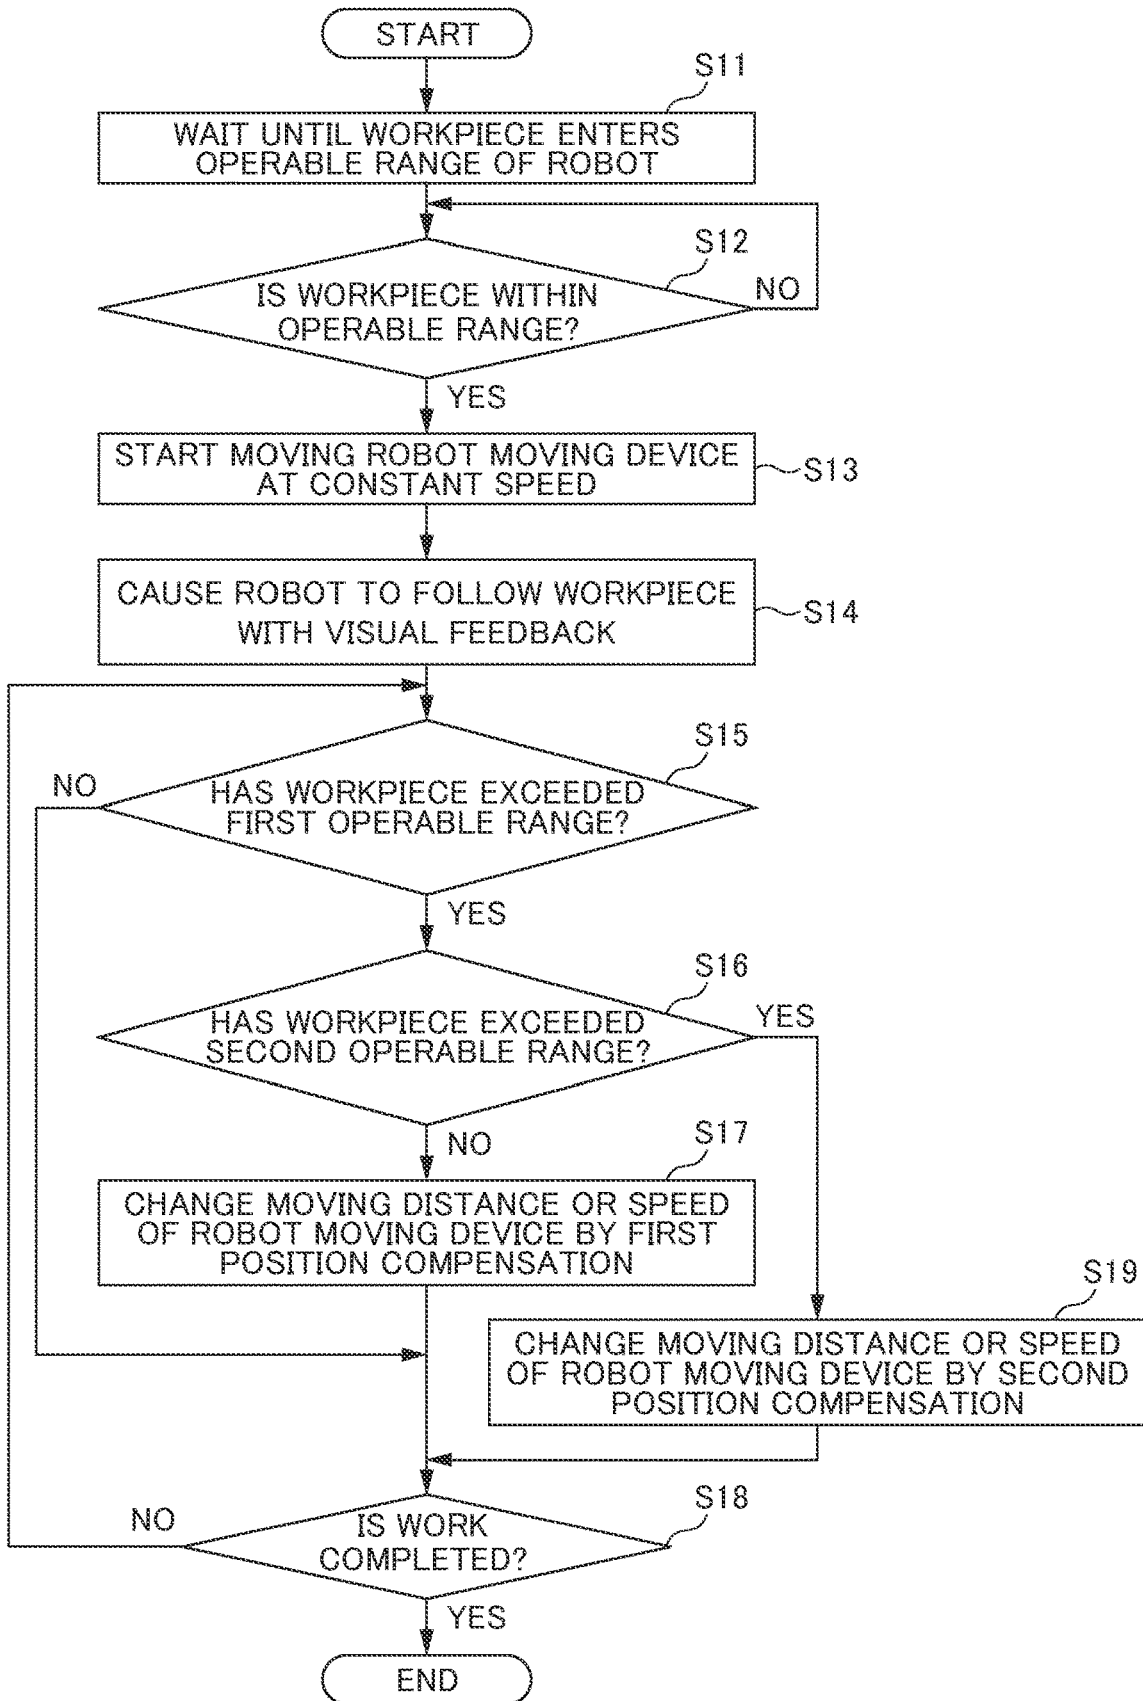 START
S11
WAIT UNTIL WORKPIECE ENTERS
OPERABLE RANGE OF ROBOT
S12
IS WORKPIECE WITHIN
OPERABLE RANGE?
NO
YES
START MOVING ROBOT MOVING DEVICE
AT CONSTANT SPEED
S13
CAUSE ROBOT TO FOLLOW WORKPIECE
WITH VISUAL FEEDBACK
S14
S15
NO
HAS WORKPIECE EXCEEDED
FIRST OPERABLE RANGE?
YES
S16
HAS WORKPIECE EXCEEDED
SECOND OPERABLE RANGE?
YES
NO
S17
CHANGE MOVING DISTANCE OR SPEED
OF ROBOT MOVING DEVICE BY FIRST
POSITION COMPENSATION
S19
CHANGE MOVING DISTANCE OR SPEED
OF ROBOT MOVING DEVICE BY SECOND
POSITION COMPENSATION
S18
NO
IS WORK
COMPLETED?
YES
END